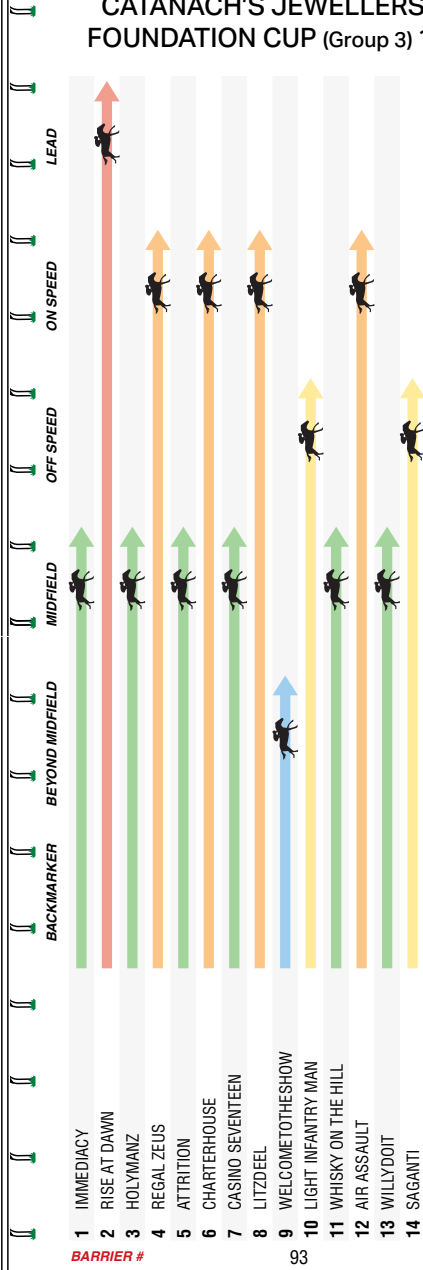 CATANACH'S JEWELLERS
FOUNDATION CUP (Group 3) 1
LEAD
ON SPEED
OFF SPEED
MIDFIELD
BEYOND MIDFIELD
BACKMARKER
1 IMMEDIACY
2 RISE AT DAWN
3 HOLYMANZ
4 REGAL ZEUS
5 ATTRITION
6 CHARTERHOUSE
7 CASINO SEVENTEEN
8 LITZDEEL
9 WELCOMETOTHESHOW
10 LIGHT INFANTRY MAN
11 WHISKY ON THE HILL
12 AIR ASSAULT
13 WILLYDOIT
14 SAGANTI
BARRIER #
93